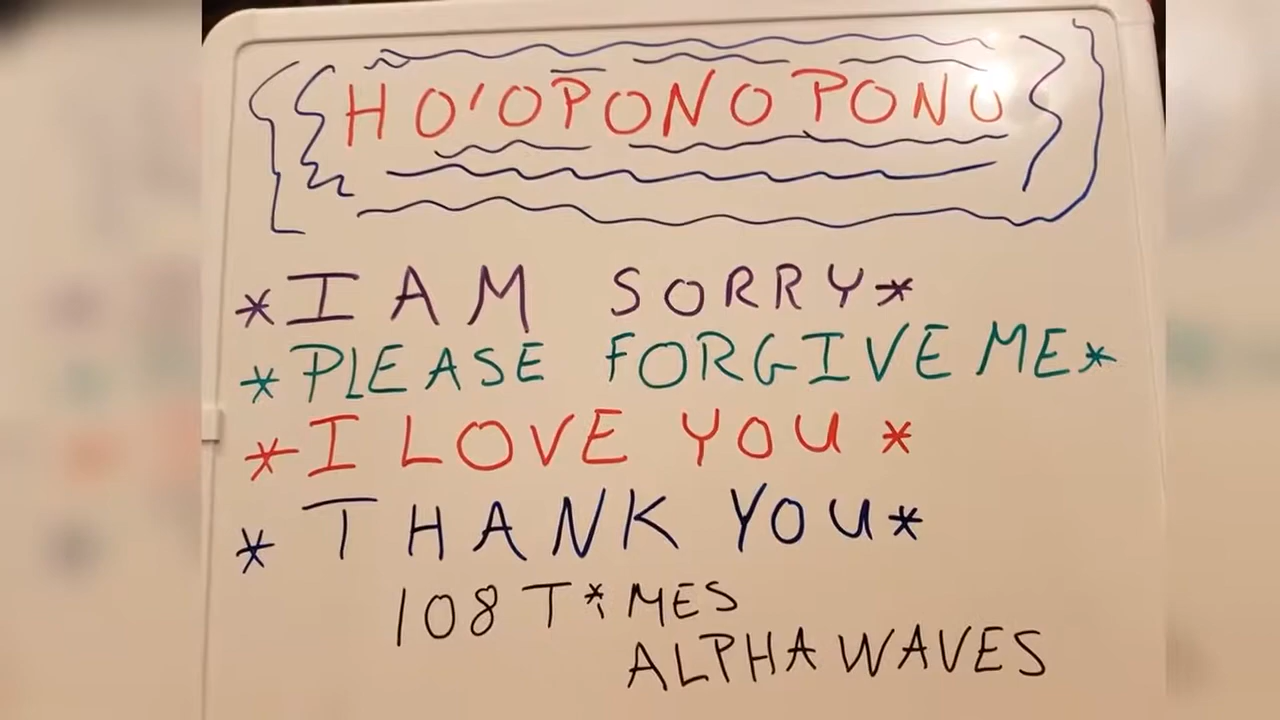 HO'OPONOPONO
*I AM SORRY*
*PLEASE FORGIVE ME*
*I LOVE YOU *
* THANK YOU*
108 T*MES
ALPHA WAVES